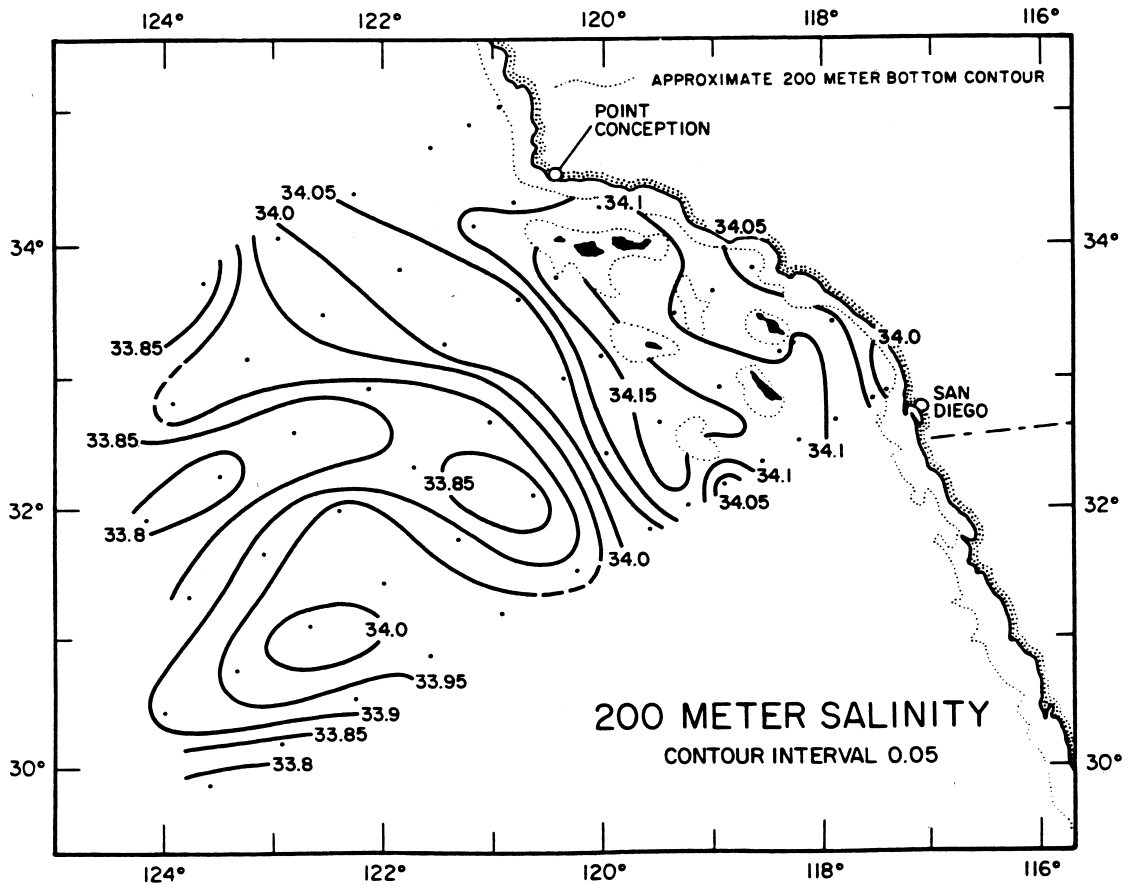 124° 122° 120° 118° 116°
APPROXIMATE 200 METER BOTTOM CONTOUR
POINT
CONCEPTION
34.05
34.1
34.0
34.05
34° 34°
33.85
34.0
34.15
SAN
DIEGO
33.85
34.1
34.1
33.85
34.05
32° 32°
33.8
34.0
34.0
33.95
33.9
200 METER SALINITY
33.85
CONTOUR INTERVAL 0.05
33.8
30° 30°
124° 122° 120° 118° 116°